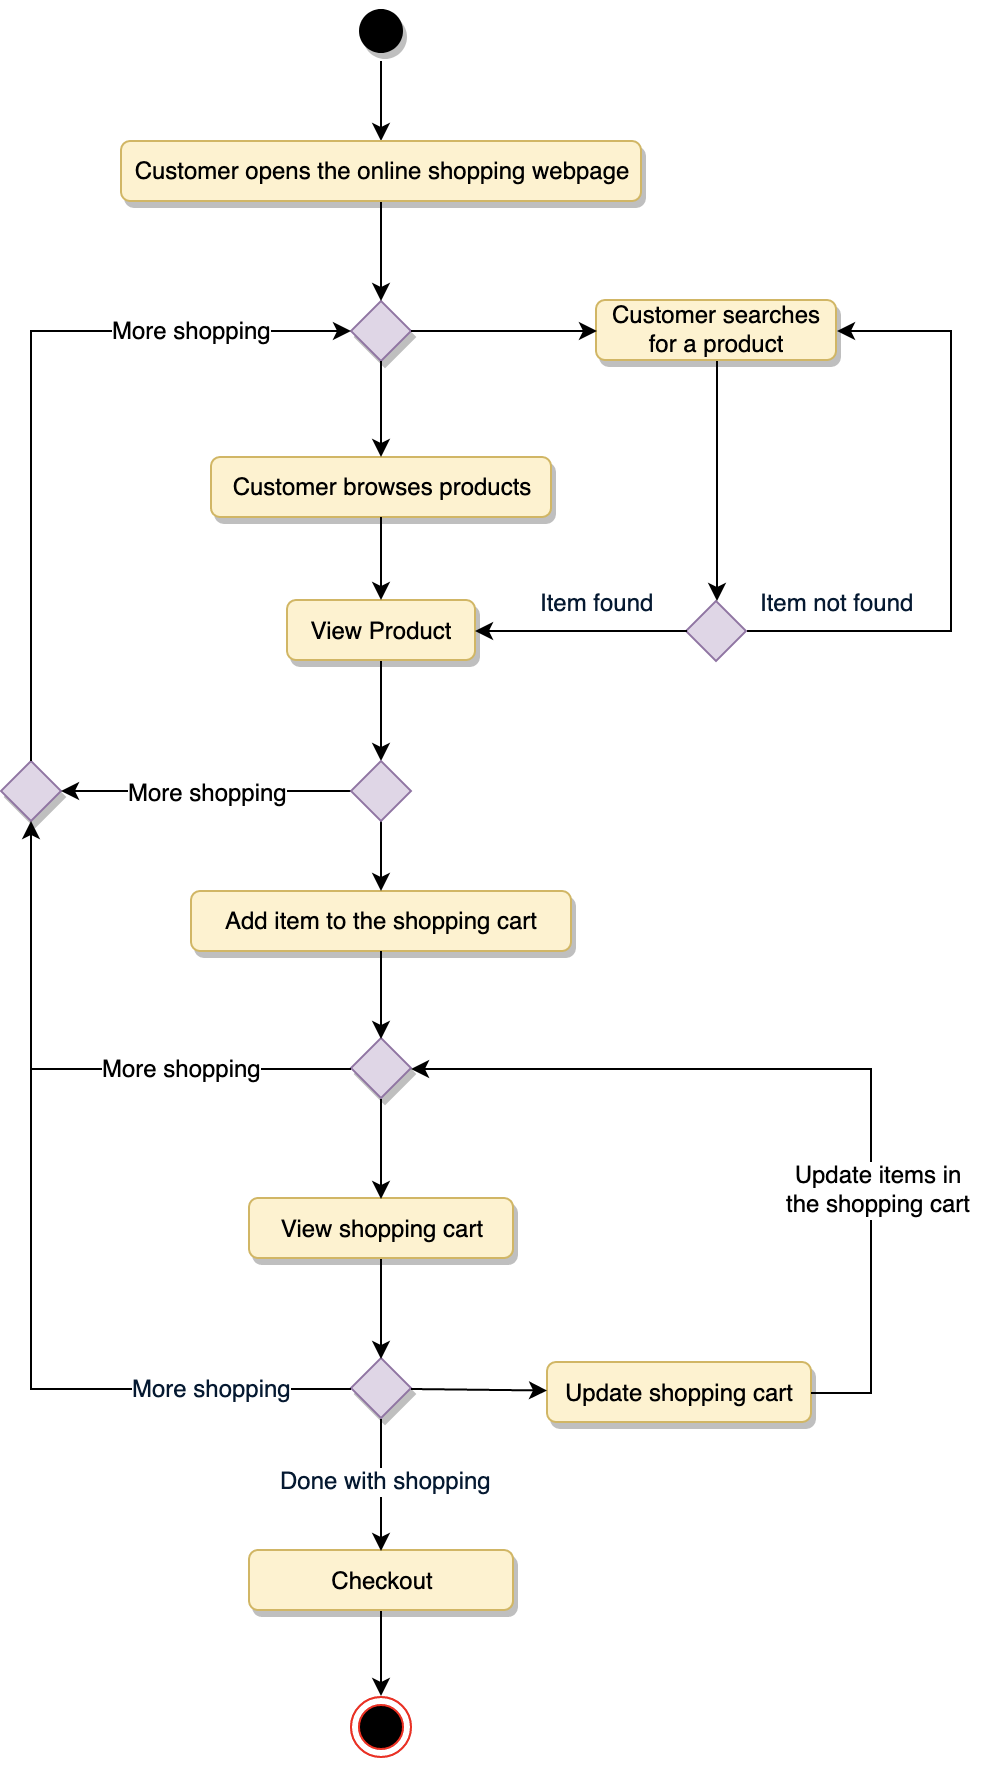 Customer opens the online shopping webpage
More shopping
Customer searches
for a product
Customer browses products
Item found
Item not found
View Product
More shopping
Add item to the shopping cart
More shopping
Update items in
the shopping cart
View shopping cart
More shopping
Update shopping cart
Done with shopping
Checkout